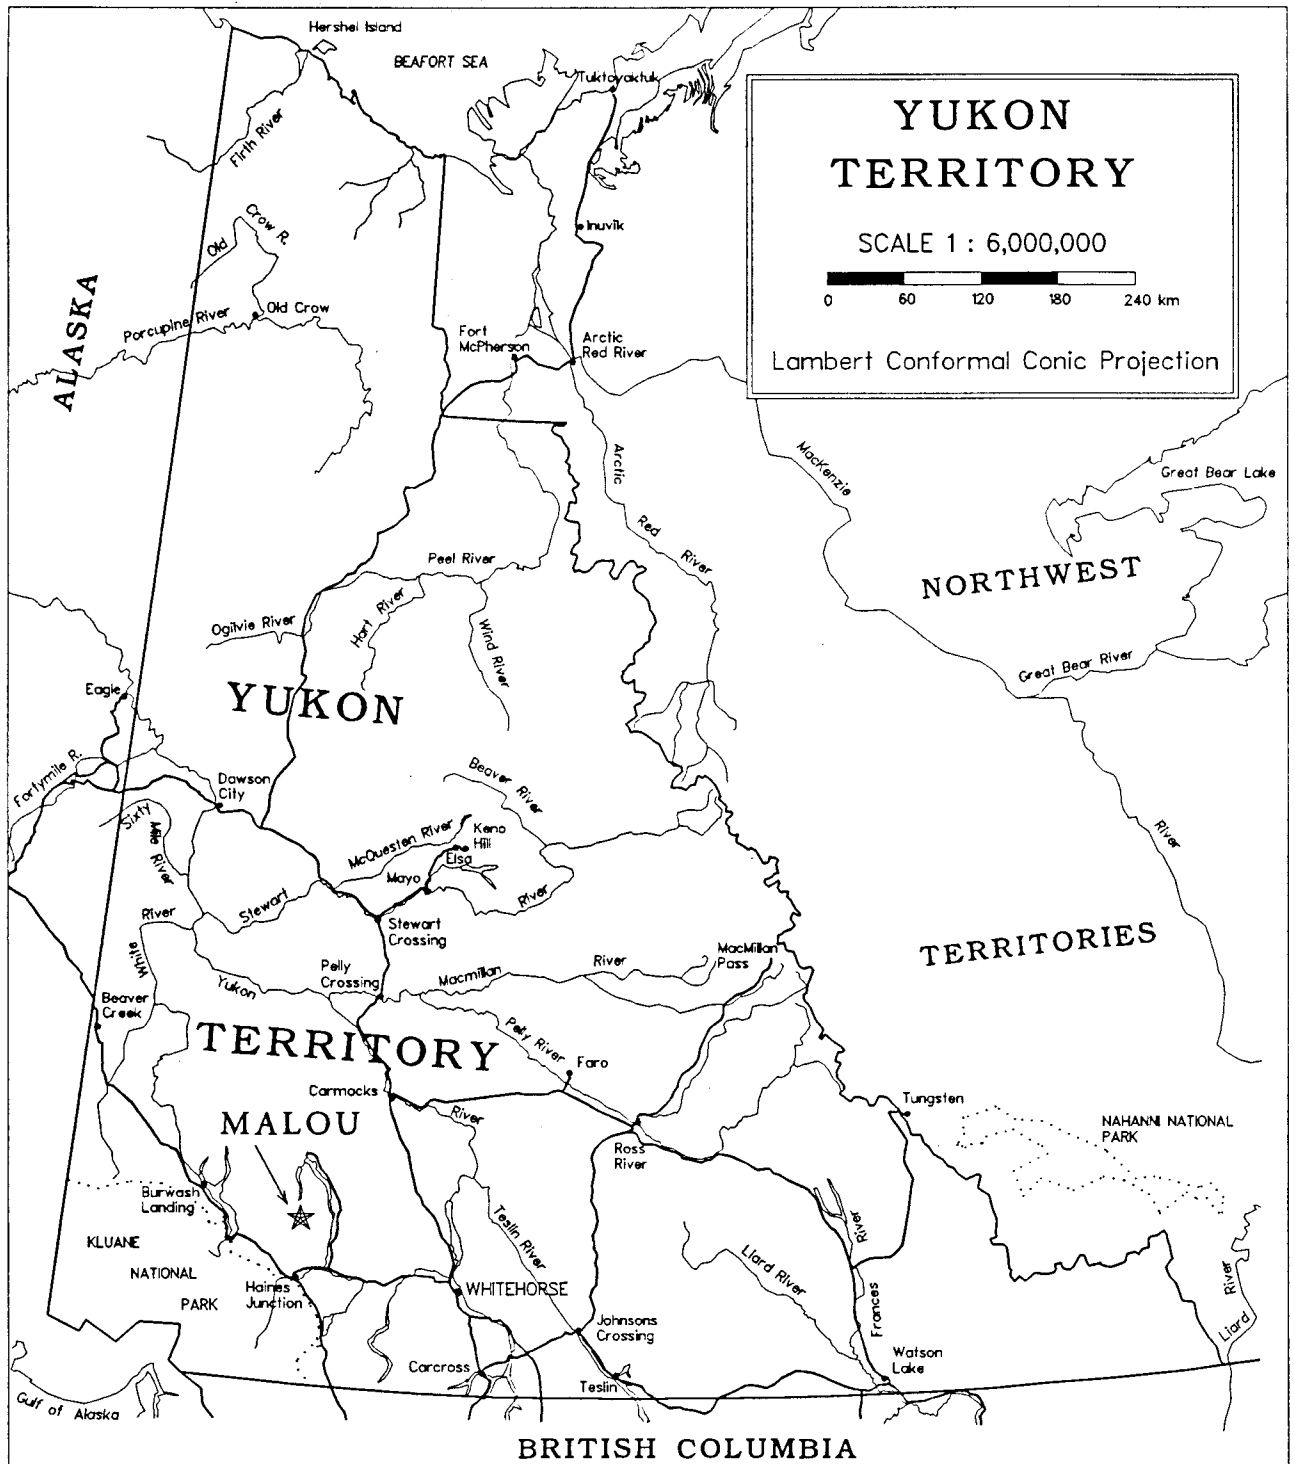 Hershel Island
BEAFORT SEA
Tuktoyaktuk
YUKON
TERRITORY
SCALE 1 : 6,000,000
0 60 120 180 240 km
Lambert Conformal Conic Projection
Firth River
Old Crow R.
Inuvik
ALASKA
Porcupine River
Old Crow
Fort
McPherson
Arctic
Red River
MacKenzie
Great Bear Lake
Arctic
Red
River
Peel River
NORTHWEST
Ogilvie River
Hart River
Wind River
Great Bear River
Eagle
YUKON
Fortymile R.
Dawson
City
Beaver
River
Sixty
Mile River
McQuesten River
Keno
Hill
Elsa
Mayo
River
River
River
Stewart
Stewart
Crossing
White
TERRITORIES
MacMillan
Pass
Pelly
Crossing
Macmillan
River
Yukon
Beaver
Creek
TERRITORY
Pelly River
Faro
Carmocks
River
MALOU
Tungsten
NAHANNI NATIONAL
PARK
Ross
River
Burwash
Landing
Teslin River
River
KLUANE
NATIONAL
PARK
Haines
Junction
WHITEHORSE
Liard River
Frances
Liard
River
Johnsons
Crossing
Carcross
Teslin
Watson
Lake
Gulf of Alaska
BRITISH COLUMBIA